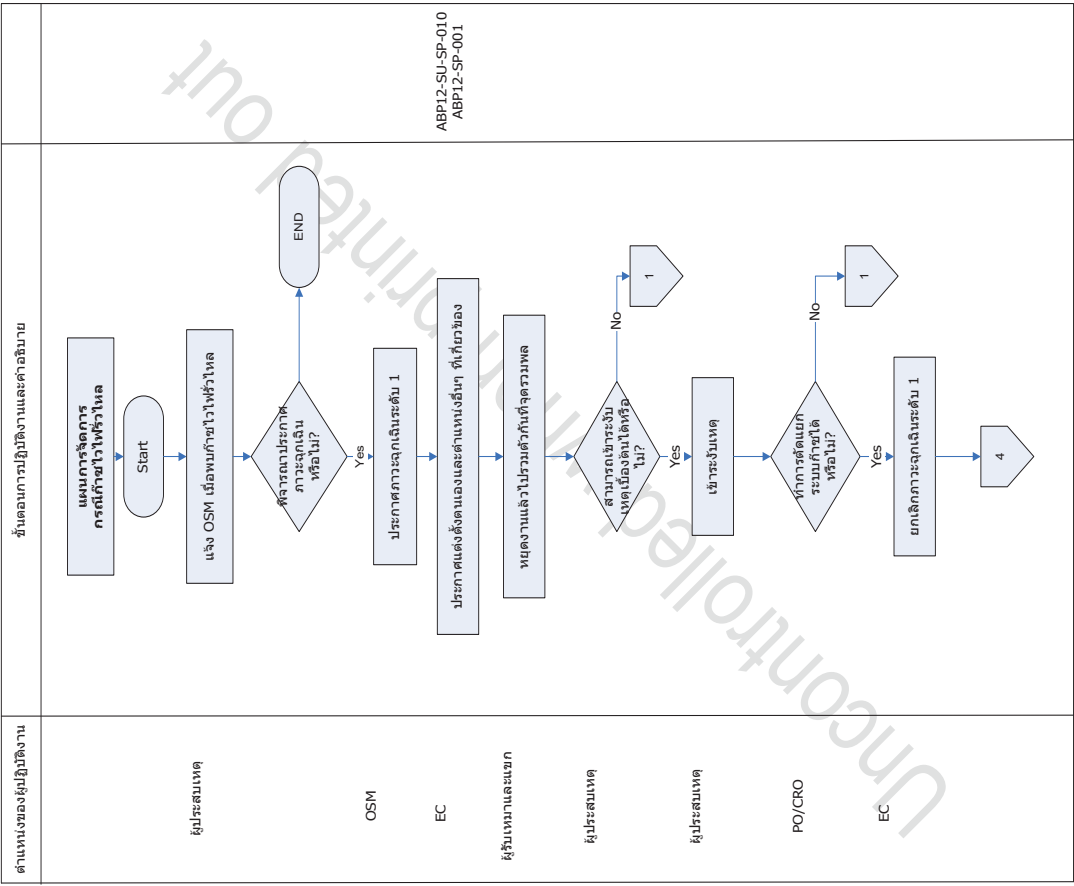 ตำแหน่งของผู้ปฏิบัติงาน
ขั้นตอนการปฏิบัติงานและคำอธิบาย
แผนการจัดการ
กรณีก๊าซไวไฟรั่วไหล
Start
ผู้ประสบเหตุ
แจ้ง OSM เมื่อพบก๊าซไวไฟรั่วไหล
พิจารณาประกาศ
ภาวะฉุกเฉิน
หรือไม่?
END
Yes
OSM
ประกาศภาวะฉุกเฉินระดับ 1
EC
ประกาศแต่งตั้งตนเองและตำแหน่งอื่นๆ ที่เกี่ยวข้อง
ABP12-SU-SP-010
ABP12-SP-001
ผู้รับเหมาและแขก
หยุดงานแล้วไปรวมตัวกันที่จุดรวมพล
ผู้ประสบเหตุ
สามารถเข้าระงับ
เหตุเบื้องต้นได้หรือ
ไม่?
No
1
Yes
ผู้ประสบเหตุ
เข้าระงับเหตุ
PO/CRO
ทำการตัดแยก
ระบบก๊าซได้
หรือไม่?
No
1
Yes
EC
ยกเลิกภาวะฉุกเฉินระดับ 1
4
Uncontrolled when printed out